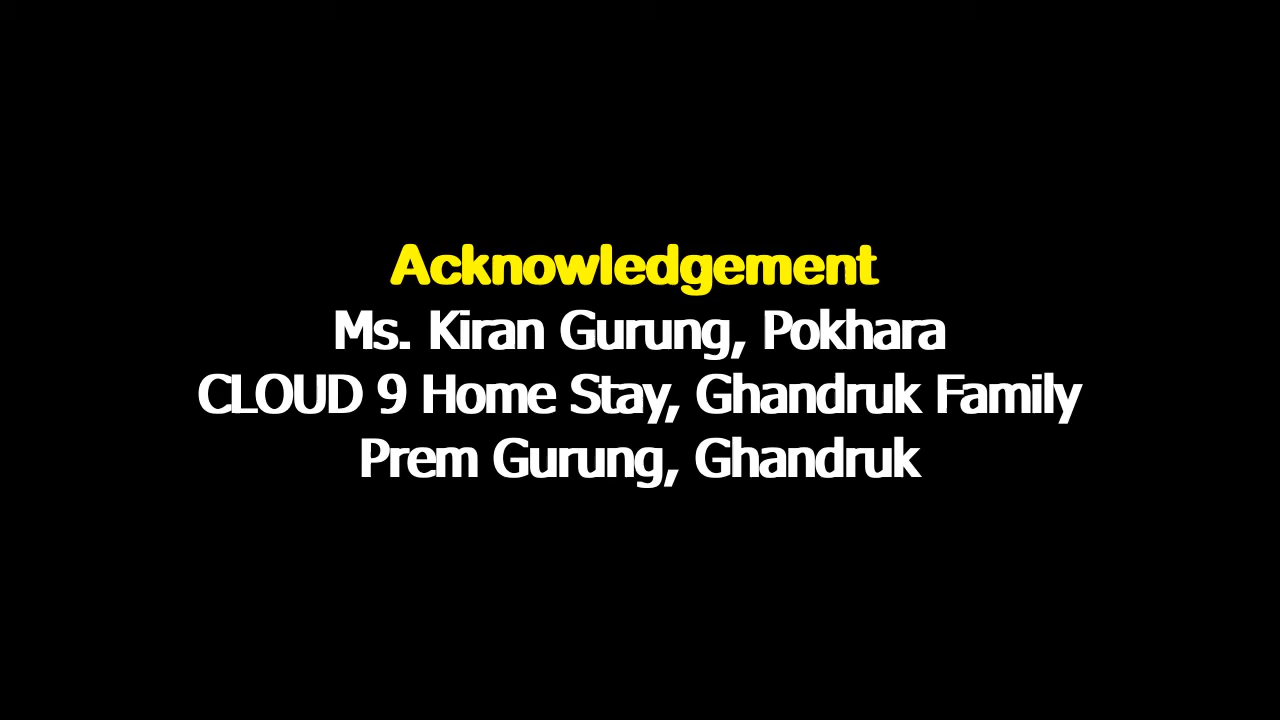 Acknowledgement
Ms. Kiran Gurung, Pokhara
CLOUD 9 Home Stay, Ghandruk Family
Prem Gurung, Ghandruk